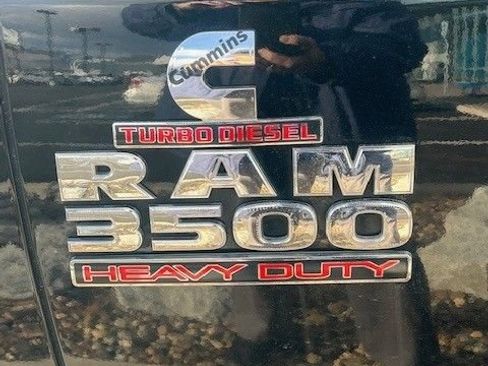 Cummins
TURBO DIESEL
RAM
3500
HEAVY DUTY